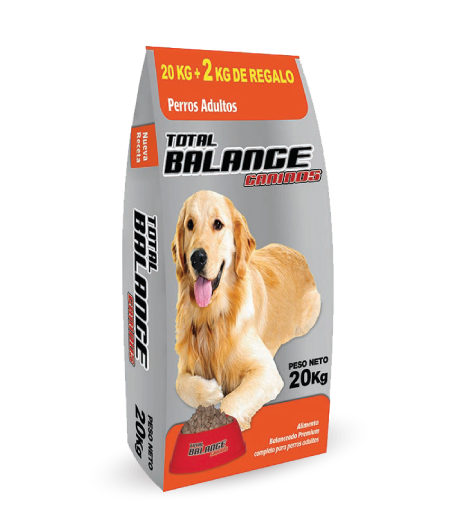 20 KG + 2 KG DE REGALO
Perros Adultos
Nueva
Receta
TOTAL
BALANCE
CANINOS
TOTAL
BALANCE
CANINOS
PESO NETO
20Kg
PESO NETO
20Kg
Alimento
Balanceado Premium
completo para perros adultos
TOTAL
BALANCE